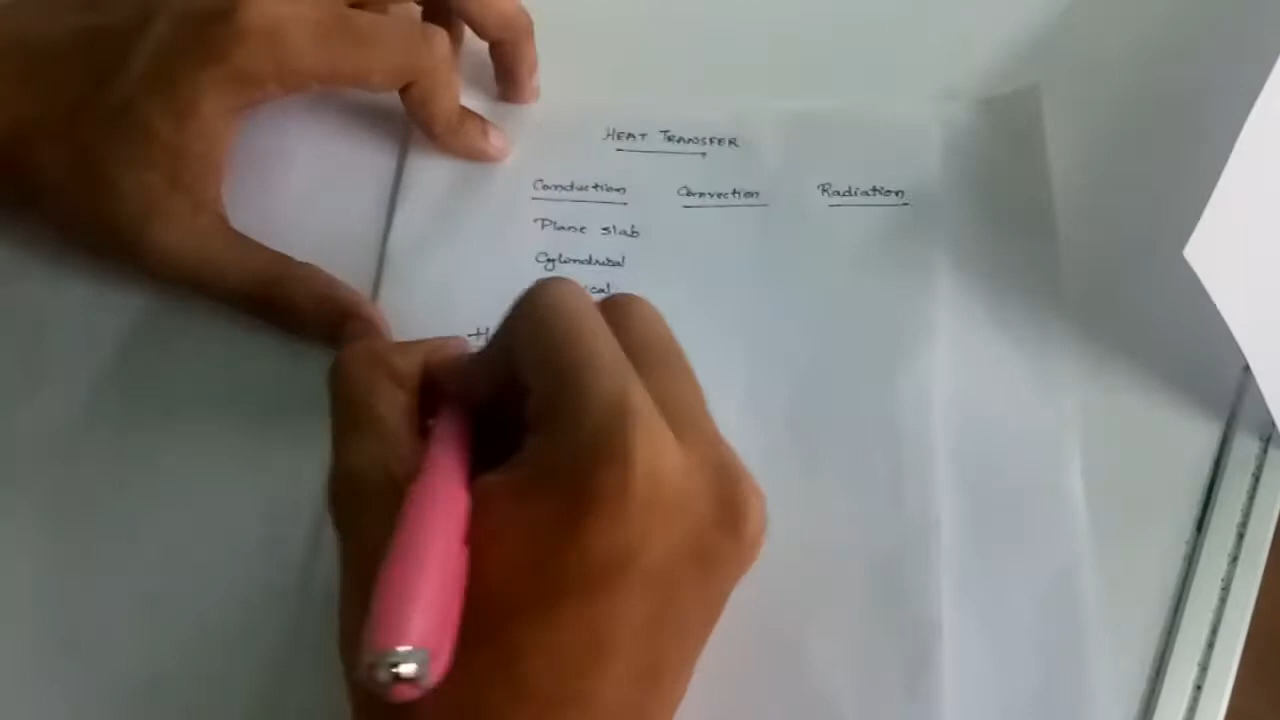 HEAT TRANSFER
Conduction Convection Radiation
Plane slab
Cylindrical